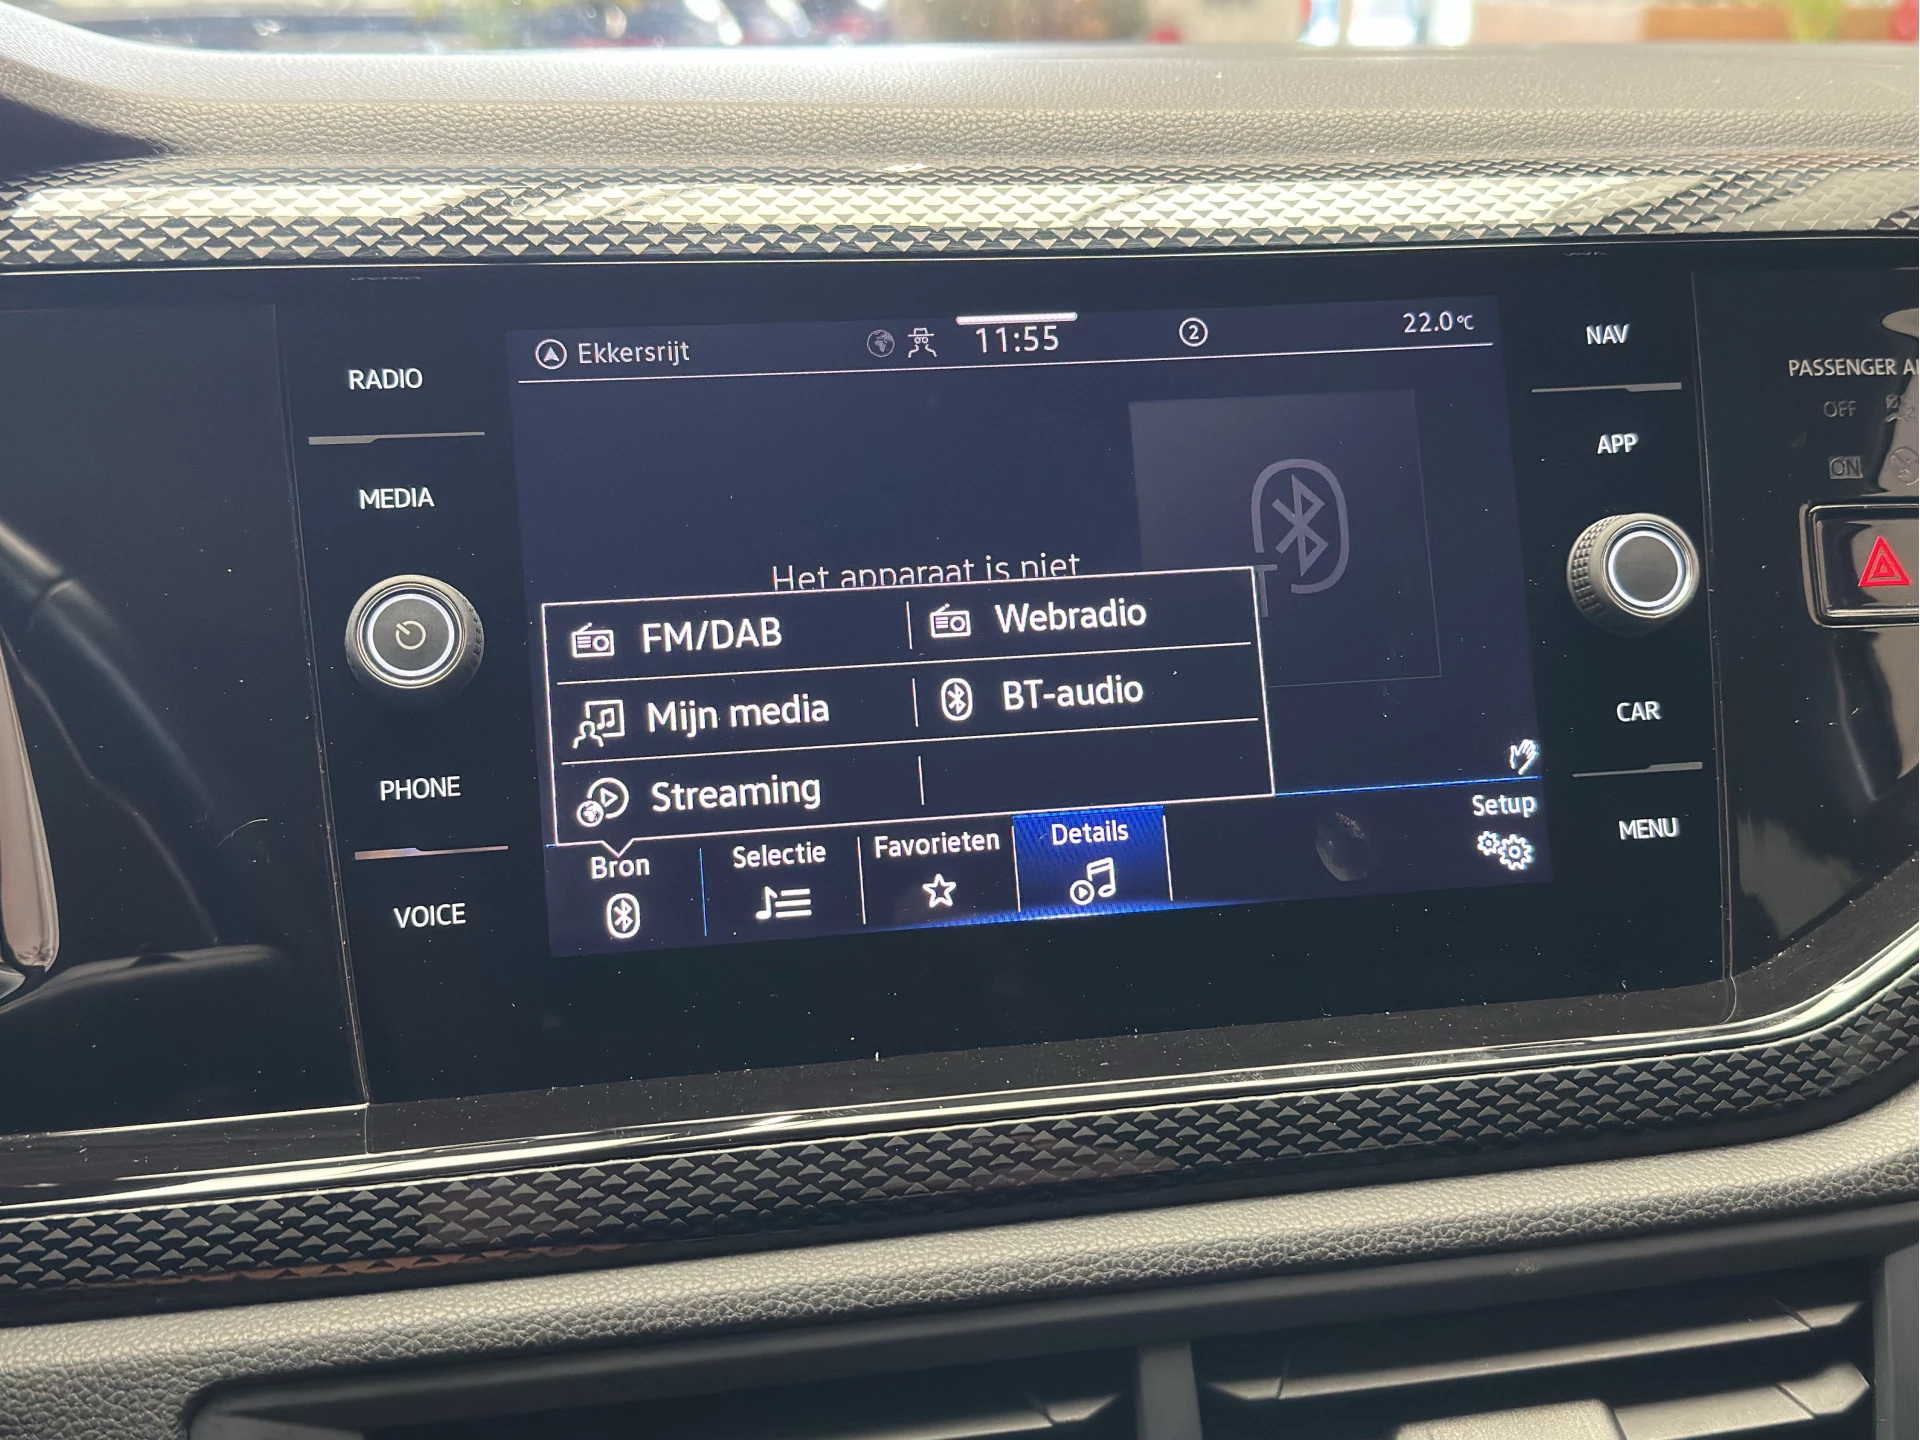 Ekkersrijt
11:55
2
22.0°C
RADIO
MEDIA
PHONE
VOICE
NAV
APP
CAR
MENU
PASSENGER
OFF
ON
Het apparaat is niet
FM/DAB
Webradio
Mijn media
BT-audio
Streaming
Bron
Selectie
Favorieten
Details
Setup